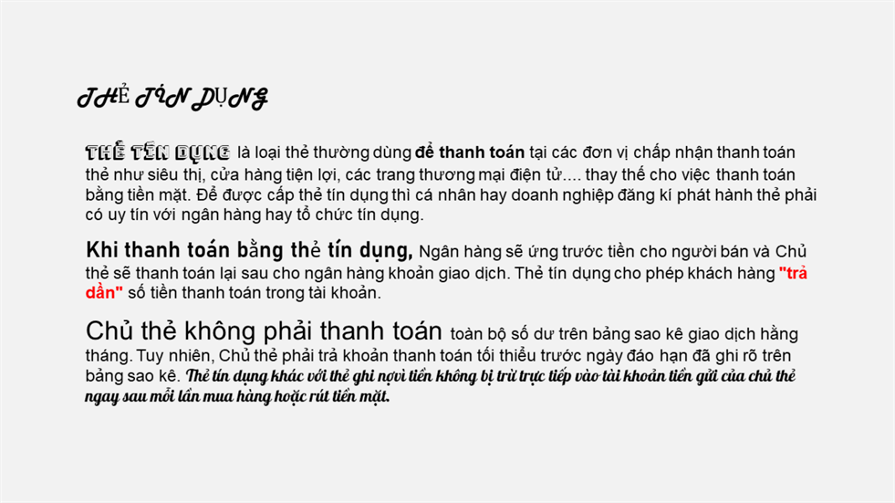 THẺ TÍN DỤNG
THẺ TÍN DỤNG là loại thẻ thường dùng để thanh toán tại các đơn vị chấp nhận thanh toán
thẻ như siêu thị, cửa hàng tiện lợi, các trang thương mại điện tử.... thay thế cho việc thanh toán
bằng tiền mặt. Để được cấp thẻ tín dụng thì cá nhân hay doanh nghiệp đăng kí phát hành thẻ phải
có uy tín với ngân hàng hay tổ chức tín dụng.
Khi thanh toán bằng thẻ tín dụng, Ngân hàng sẽ ứng trước tiền cho người bán và Chủ
thẻ sẽ thanh toán lại sau cho ngân hàng khoản giao dịch. Thẻ tín dụng cho phép khách hàng "trả
dần" số tiền thanh toán trong tài khoản.
Chủ thẻ không phải thanh toán toàn bộ số dư trên bảng sao kê giao dịch hằng
tháng. Tuy nhiên, Chủ thẻ phải trả khoản thanh toán tối thiểu trước ngày đáo hạn đã ghi rõ trên
bảng sao kê. Thẻ tín dụng khác với thẻ ghi nợvì tiền không bị trừ trực tiếp vào tài khoản tiền gửi của chủ thẻ
ngay sau mỗi lần mua hàng hoặc rút tiền mặt.